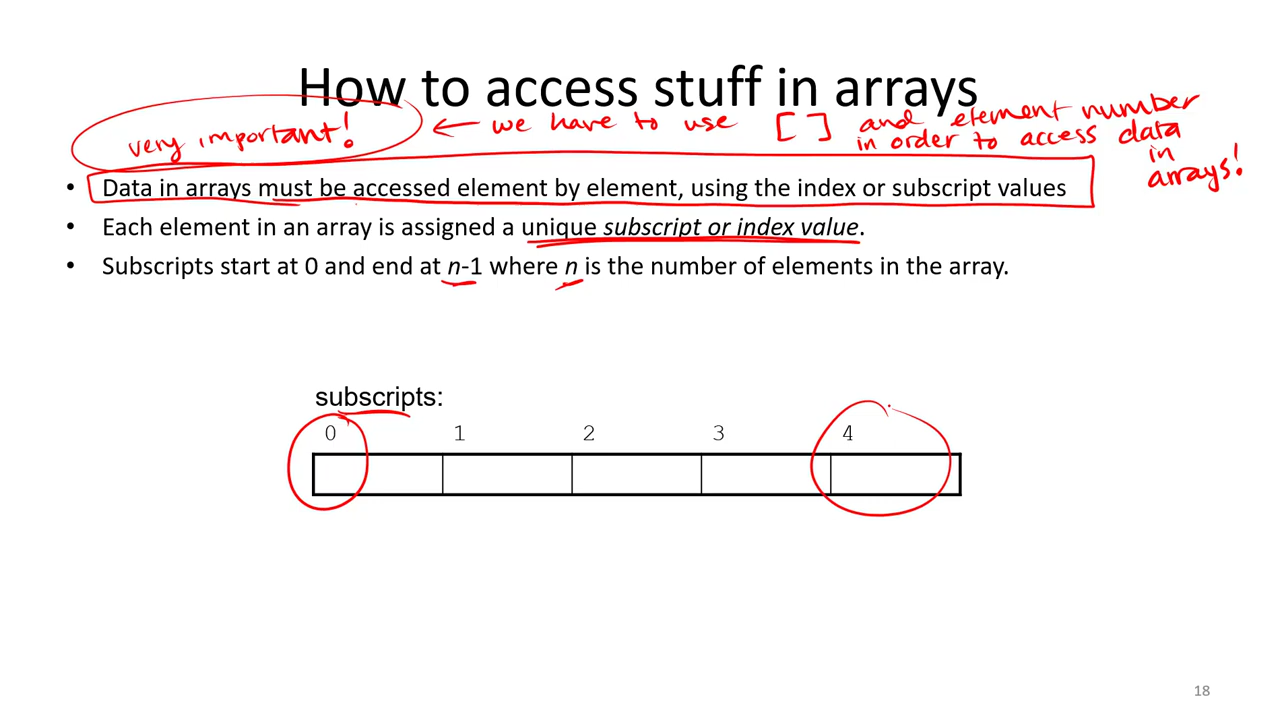 How to access stuff in arrays
very important! ← we have to use [ ] and element number
in order to access data
in
arrays!
• Data in arrays must be accessed element by element, using the index or subscript values
• Each element in an array is assigned a unique subscript or index value.
• Subscripts start at 0 and end at n-1 where n is the number of elements in the array.
subscripts:
0 1 2 3 4
18